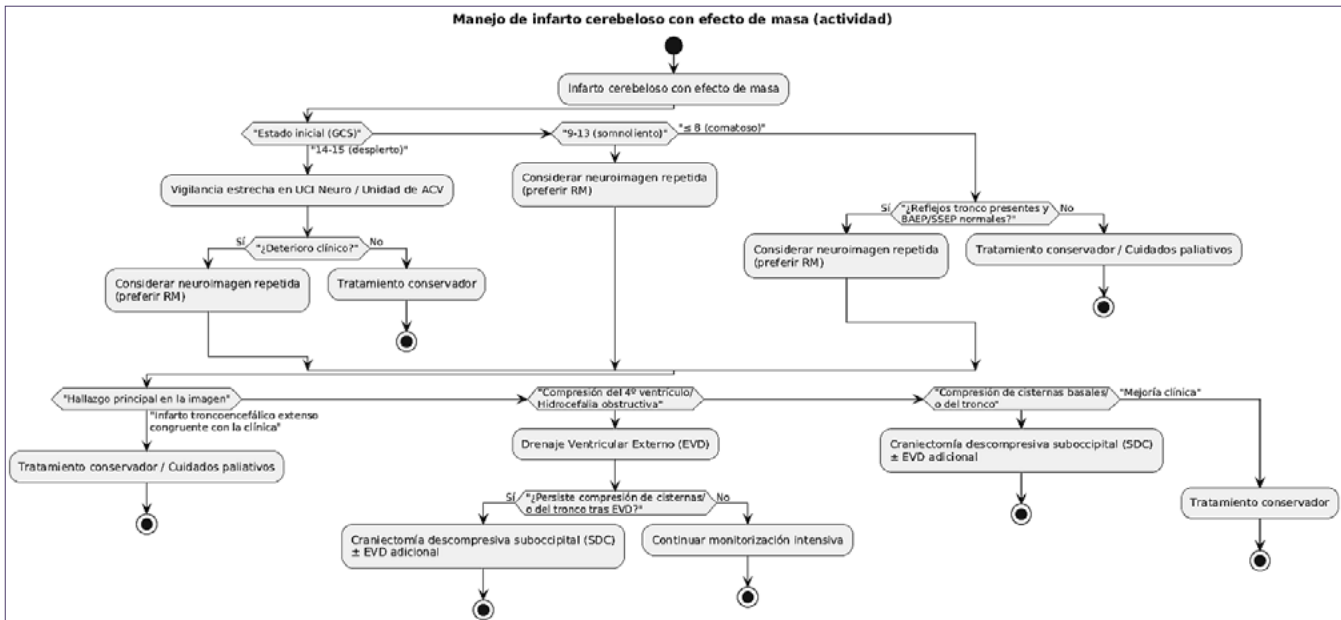 Manejo de infarto cerebeloso con efecto de masa (actividad)
Infarto cerebeloso con efecto de masa
"Estado inicial (GCS)"
"14-15 (despierto)"
"9-13 (somnoliento)"
"≤ 8 (comatoso)"
Vigilancia estrecha en UCI Neuro / Unidad de ACV
Considerar neuroimagen repetida
(preferir RM)
Sí
"¿Reflejos tronco presentes y
BAEP/SSEP normales?"
No
Sí
"¿Deterioro clínico?"
No
Considerar neuroimagen repetida
(preferir RM)
Tratamiento conservador / Cuidados paliativos
Considerar neuroimagen repetida
(preferir RM)
Tratamiento conservador
"Hallazgo principal en la imagen"
"Infarto troncoencefálico extenso
congruente con la clínica"
"Compresión del 4º ventrículo/
Hidrocefalia obstructiva"
"Compresión de cisternas basales/
o del tronco"
"Mejoría clínica"
Tratamiento conservador / Cuidados paliativos
Drenaje Ventricular Externo (EVD)
Craniectomía descompresiva suboccipital (SDC)
± EVD adicional
Sí
"¿Persiste compresión de cisternas/
o del tronco tras EVD?"
No
Tratamiento conservador
Craniectomía descompresiva suboccipital (SDC)
± EVD adicional
Continuar monitorización intensiva